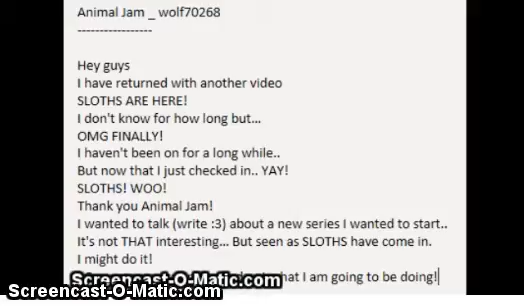 Animal Jam _ wolf70268
-----------------
Hey guys
I have returned with another video
SLOTHS ARE HERE!
I don't know for how long but...
OMG FINALLY!
I haven't been on for a long while..
But now that I just checked in.. YAY!
SLOTHS! WOO!
Thank you Animal Jam!
I wanted to talk (write :3) about a new series I wanted to start..
It's not THAT interesting... But seen as SLOTHS have come in.
I might do it!
what I am going to be doing!
Screencast-O-Matic.com
Screencast-O-Matic.com